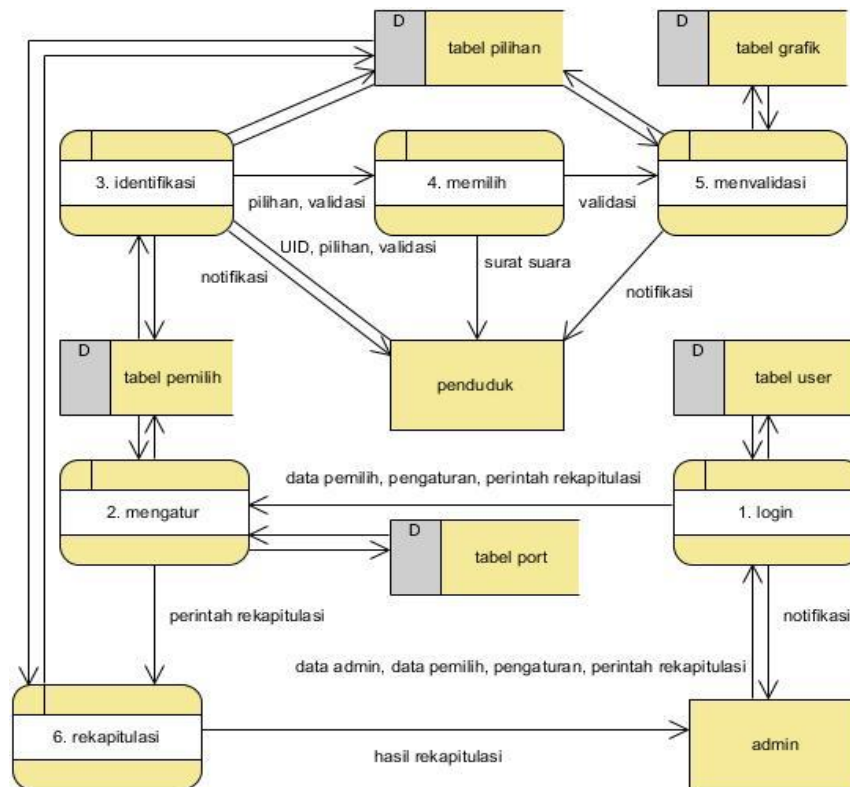 D
tabel pilihan
D
tabel grafik
3. identifikasi
4. memilih
5. menvalidasi
pilihan, validasi
validasi
UID, pilihan, validasi
surat suara
notifikasi
notifikasi
D
tabel pemilih
penduduk
D
tabel user
data pemilih, pengaturan, perintah rekapitulasi
2. mengatur
1. login
D
tabel port
perintah rekapitulasi
notifikasi
data admin, data pemilih, pengaturan, perintah rekapitulasi
6. rekapitulasi
hasil rekapitulasi
admin